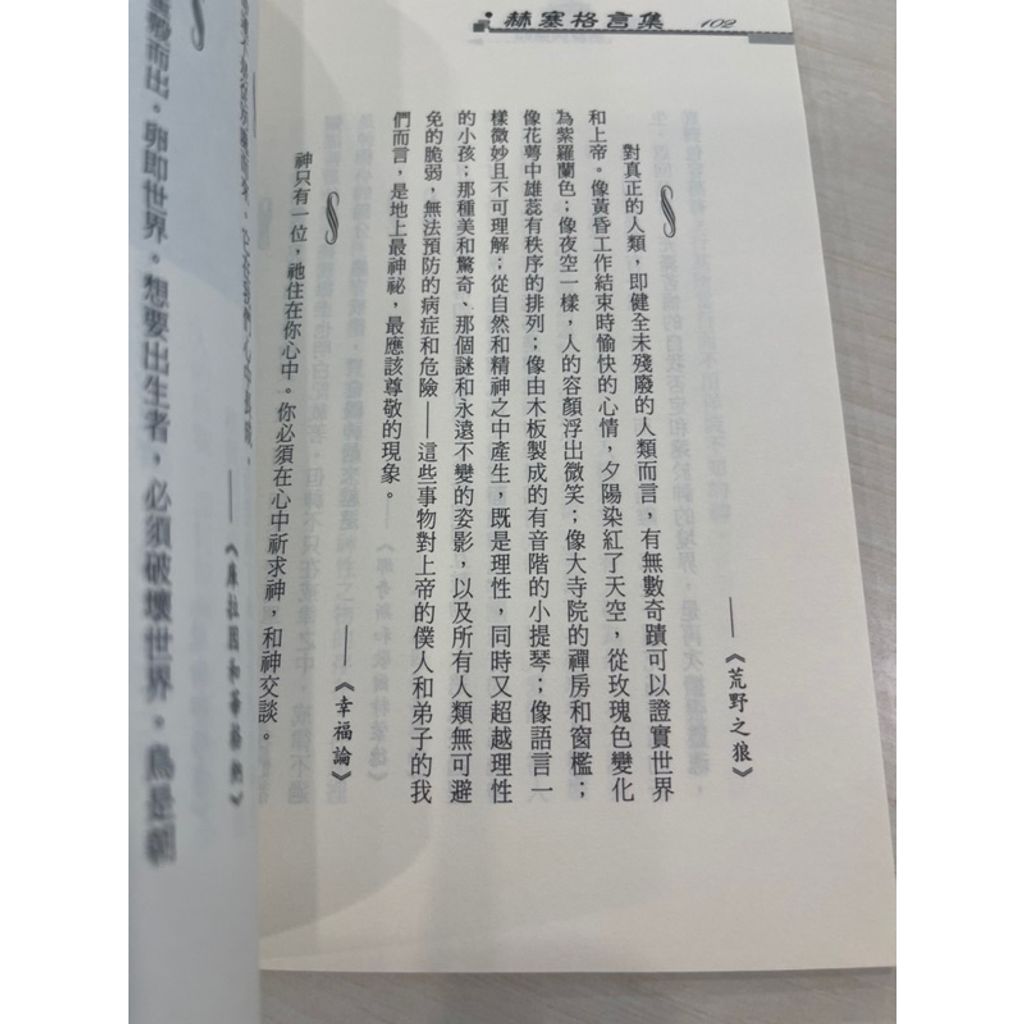 赫塞格言集 102
——《荒野之狼》
對真正的人類，即健全未殘廢的人類而言，有無數奇蹟可以證實世界
和上帝。像黃昏工作結束時愉快的心情，夕陽染紅了天空，從玫瑰色變化
為紫羅蘭色；像夜空一樣，人的容顏浮出微笑；像大寺院的禪房和窗檻；
像花萼中雄蕊有秩序的排列；像由木板製成的有音階的小提琴；像語言一
樣微妙且不可理解；從自然和精神之中產生，既是理性，同時又超越理性
的小孩；那種美和驚奇、那個謎和永遠不變的姿影，以及所有人類無可避
免的脆弱，無法預防的病症和危險——這些事物對上帝的僕人和弟子的我
們而言，是地上最神祕，最應該尊敬的現象。
——《幸福論》
神只有一位，祂住在你心中。你必須在心中祈求神，和神交談。
而出。卵即世界。想要出生者，必須破壞世界。鳥是